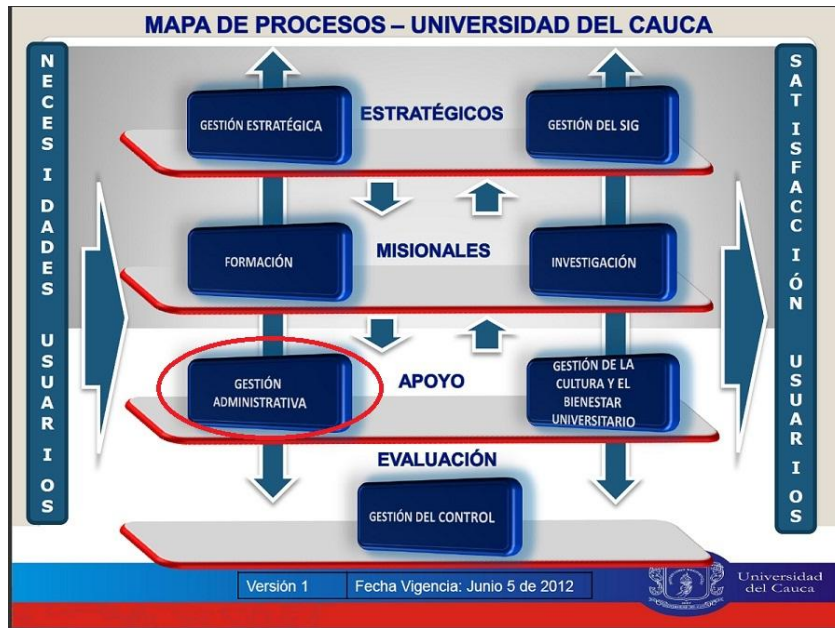 MAPA DE PROCESOS – UNIVERSIDAD DEL CAUCA
NECESIDADES USUARIOS
GESTIÓN ESTRATÉGICA
ESTRATÉGICOS
GESTIÓN DEL SIG
FORMACIÓN
MISIONALES
INVESTIGACIÓN
GESTIÓN
ADMINISTRATIVA
APOYO
GESTIÓN DE LA
CULTURA Y EL
BIENESTAR
UNIVERSITARIO
EVALUACIÓN
GESTIÓN DEL CONTROL
SATISFACCIÓN USUARIOS
Versión 1
Fecha Vigencia: Junio 5 de 2012
Universidad
del Cauca